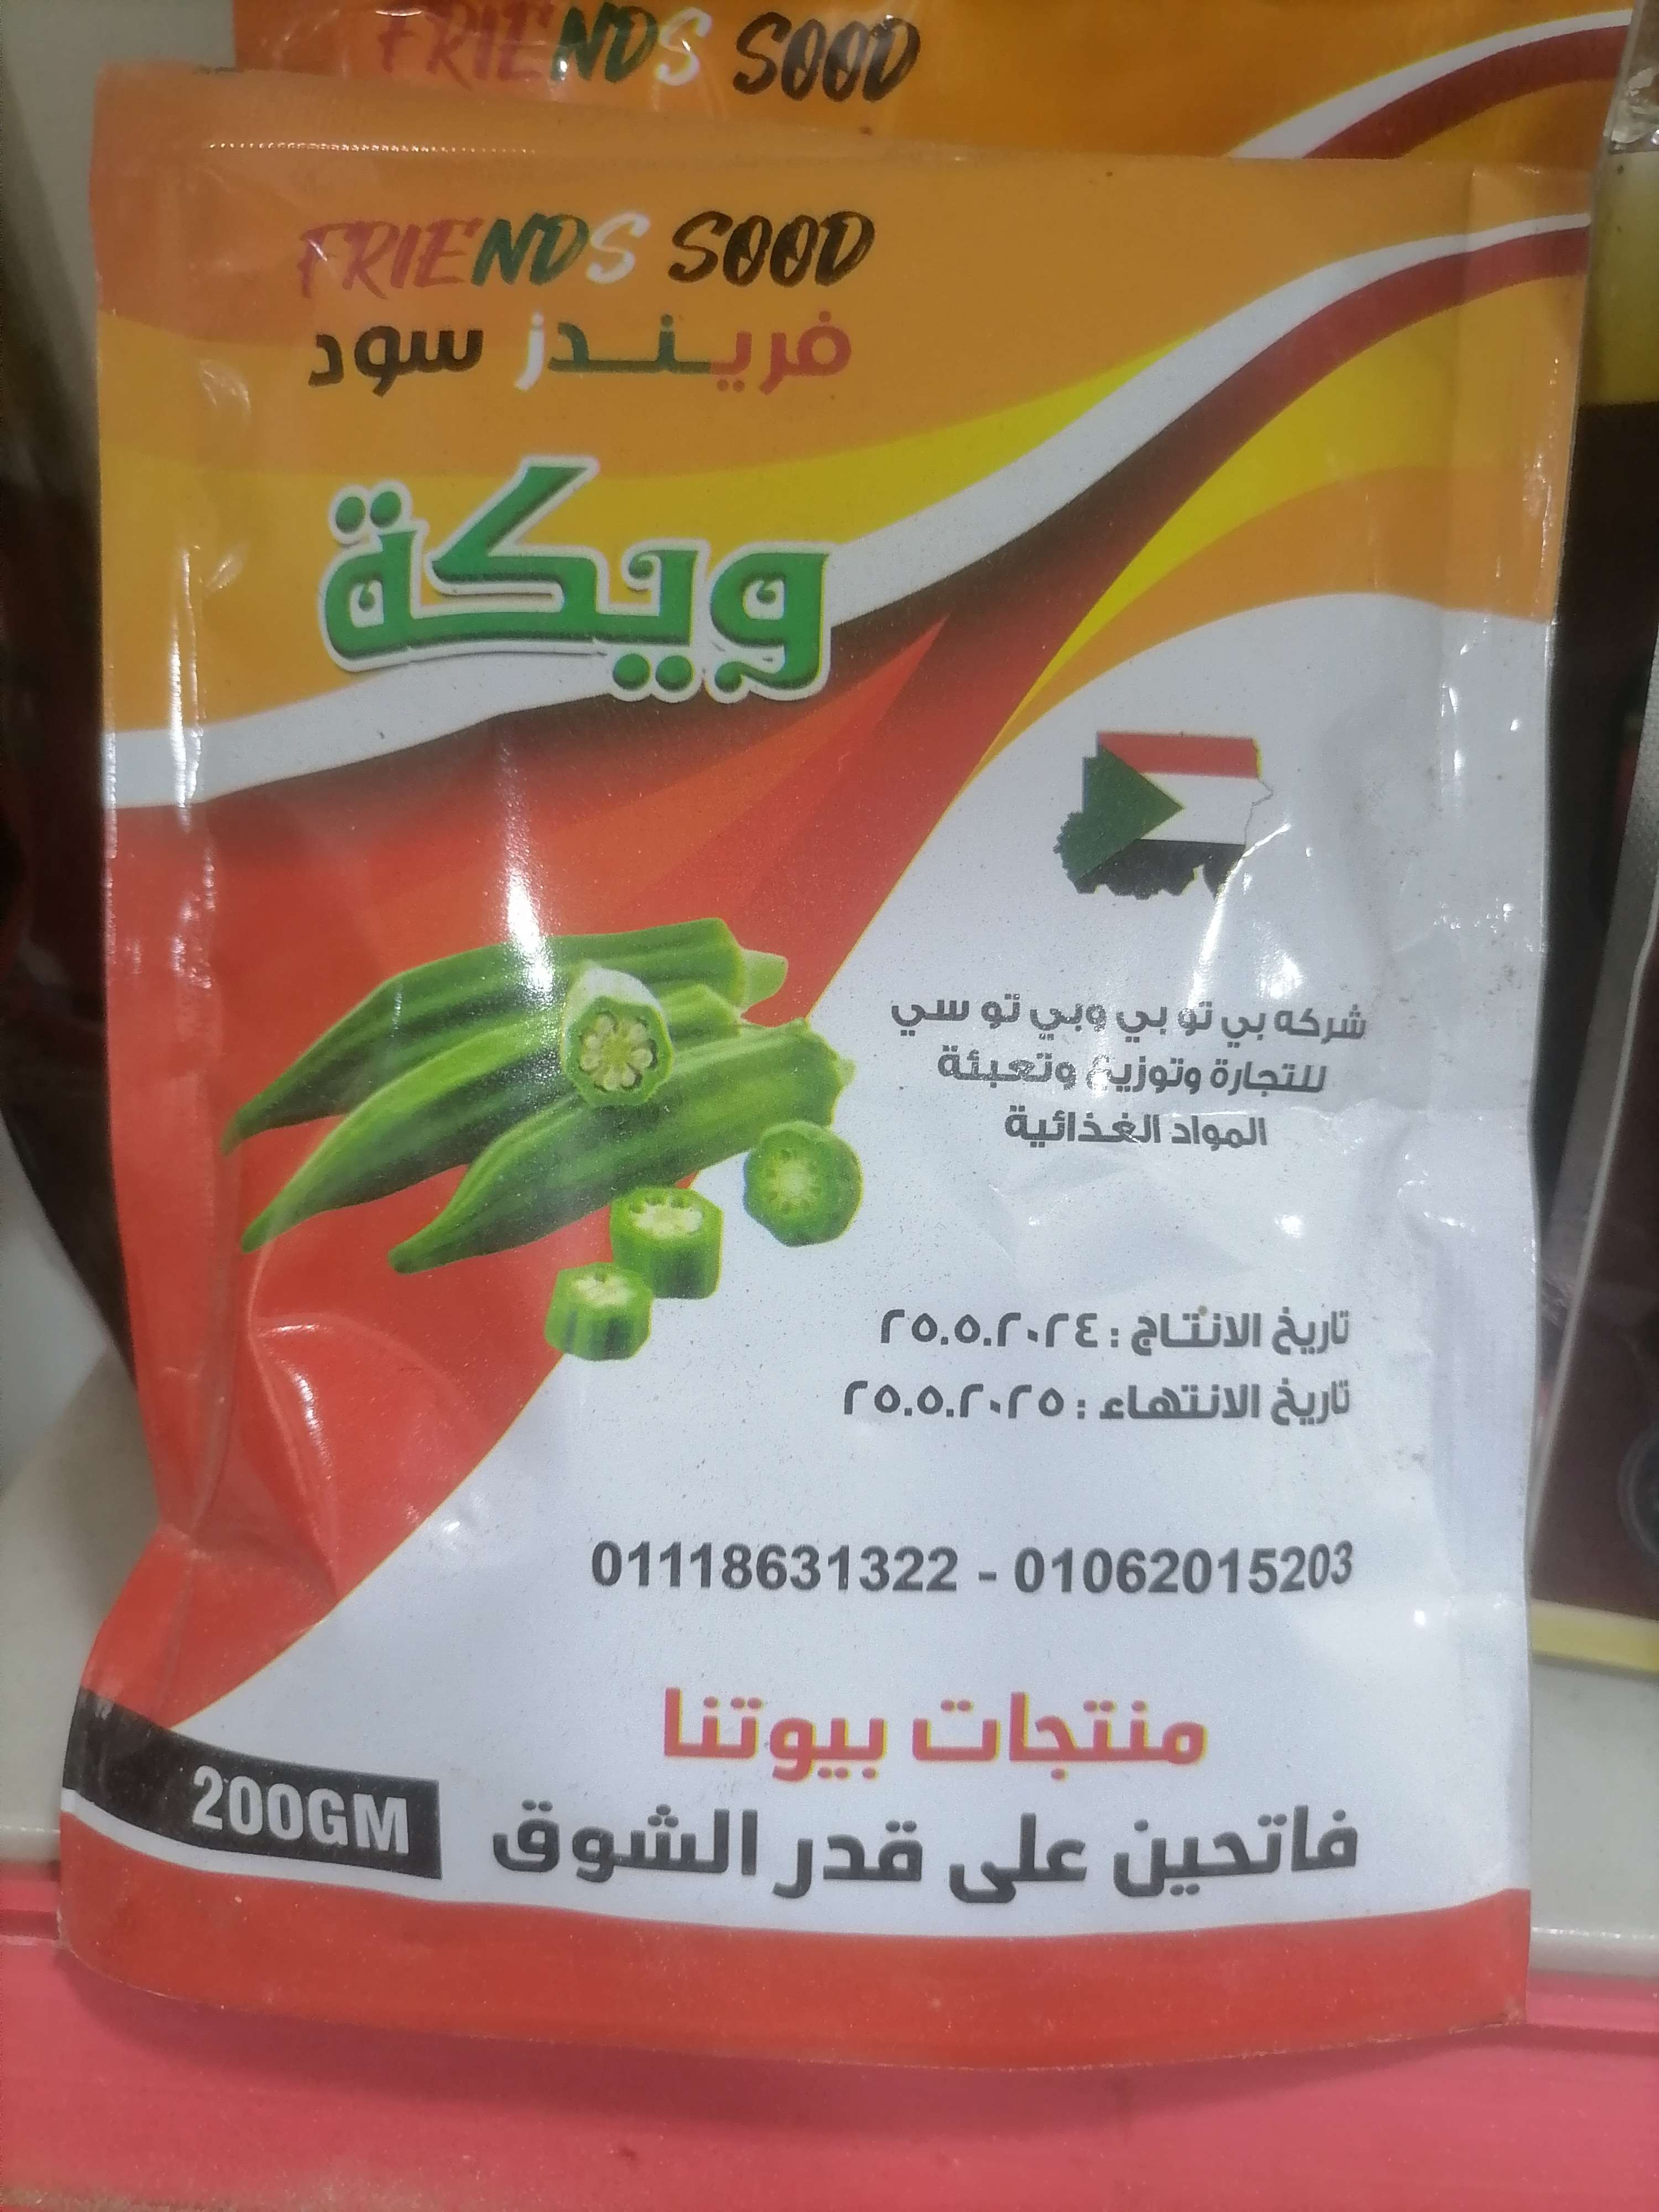 FRIENDS SOOD
FRIENDS SOOD
فريندز سود
ويكة
شركه بي تو بي وبي تو سي
للتجارة وتوزيع وتعبئة
المواد الغذائية
تاريخ الانتاج : ٢٥.٥.٢٠٢٤
تاريخ الانتهاء : ٢٥.٥.٢٠٢٥
01118631322 - 01062015203
منتجات بيوتنا
فاتحين على قدر الشوق
200GM